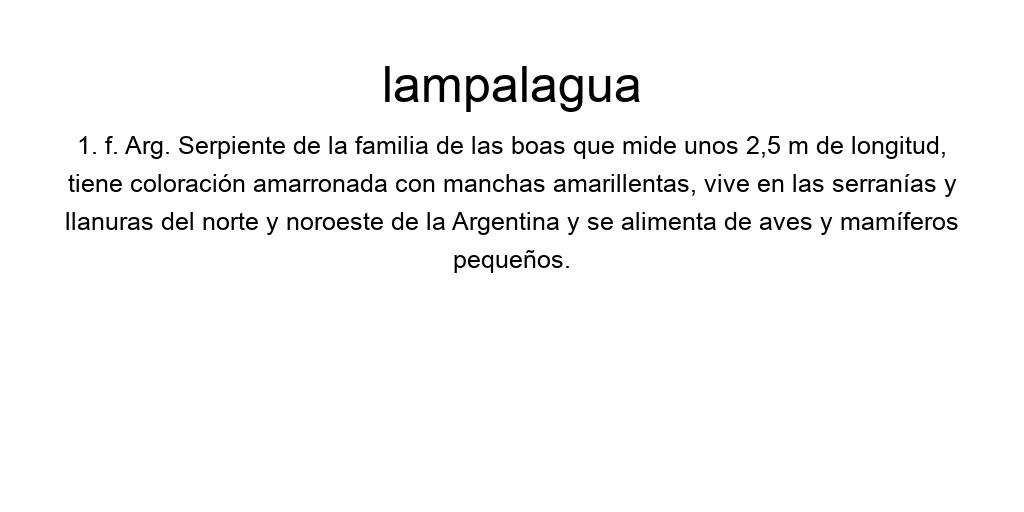 lampalagua
1. f. Arg. Serpiente de la familia de las boas que mide unos 2,5 m de longitud,
tiene coloración amarronada con manchas amarillentas, vive en las serranías y
llanuras del norte y noroeste de la Argentina y se alimenta de aves y mamíferos
pequeños.